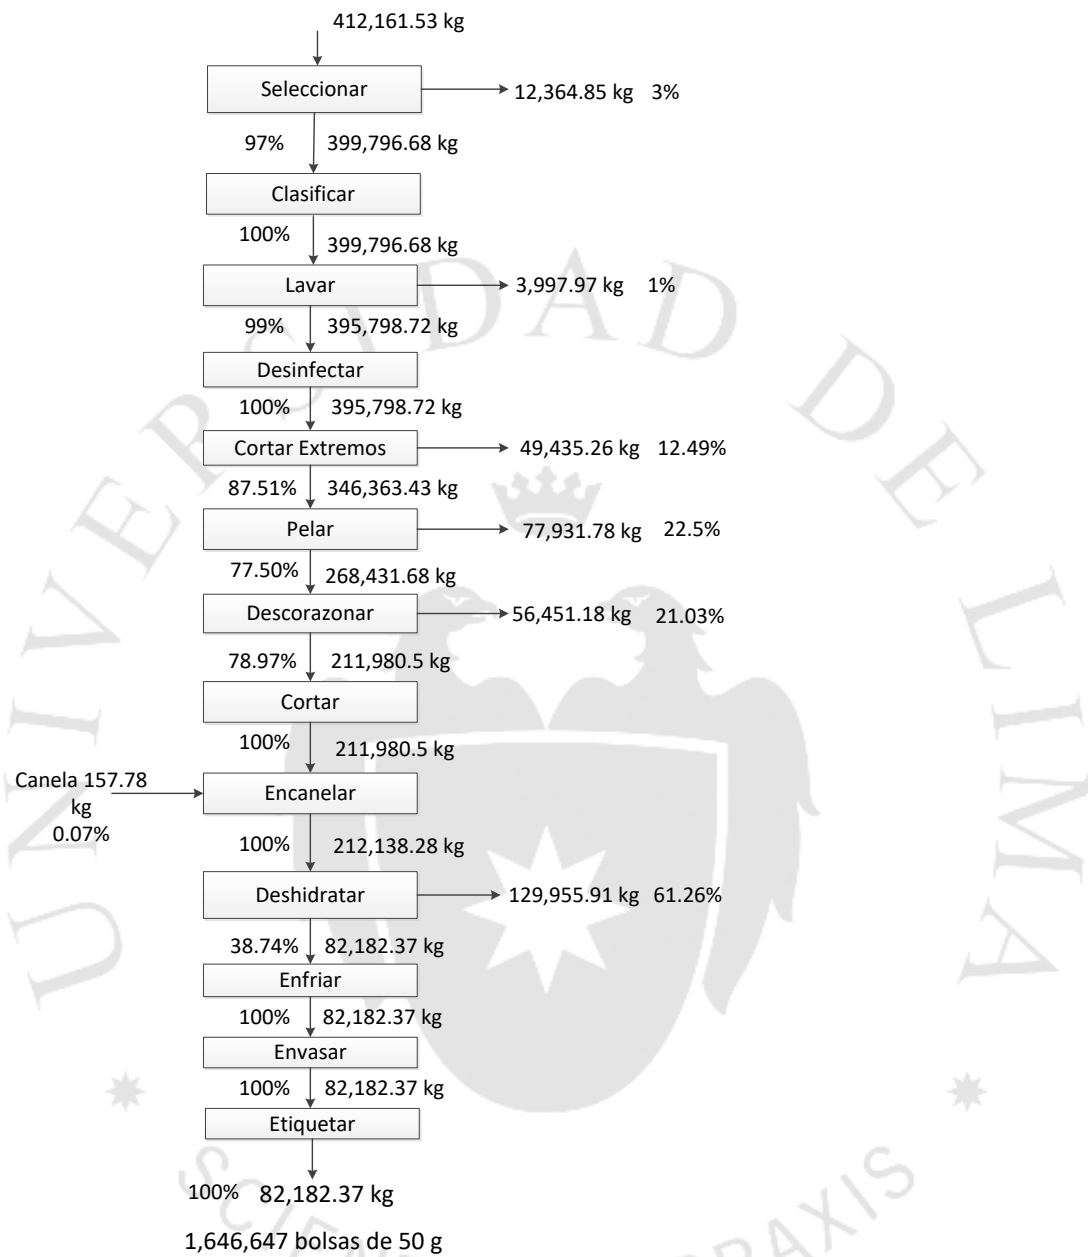 412,161.53 kg
Seleccionar
12,364.85 kg 3%
97% 399,796.68 kg
Clasificar
100% 399,796.68 kg
Lavar
3,997.97 kg 1%
99% 395,798.72 kg
Desinfectar
100% 395,798.72 kg
Cortar Extremos
49,435.26 kg 12.49%
87.51% 346,363.43 kg
Pelar
77,931.78 kg 22.5%
77.50% 268,431.68 kg
Descorazonar
56,451.18 kg 21.03%
78.97% 211,980.5 kg
Cortar
100% 211,980.5 kg
Canela 157.78
kg
0.07%
Encanelar
100% 212,138.28 kg
Deshidratar
129,955.91 kg 61.26%
38.74% 82,182.37 kg
Enfriar
100% 82,182.37 kg
Envasar
100% 82,182.37 kg
Etiquetar
100% 82,182.37 kg
1,646,647 bolsas de 50 g
UNIVERSIDAD DE LIMA